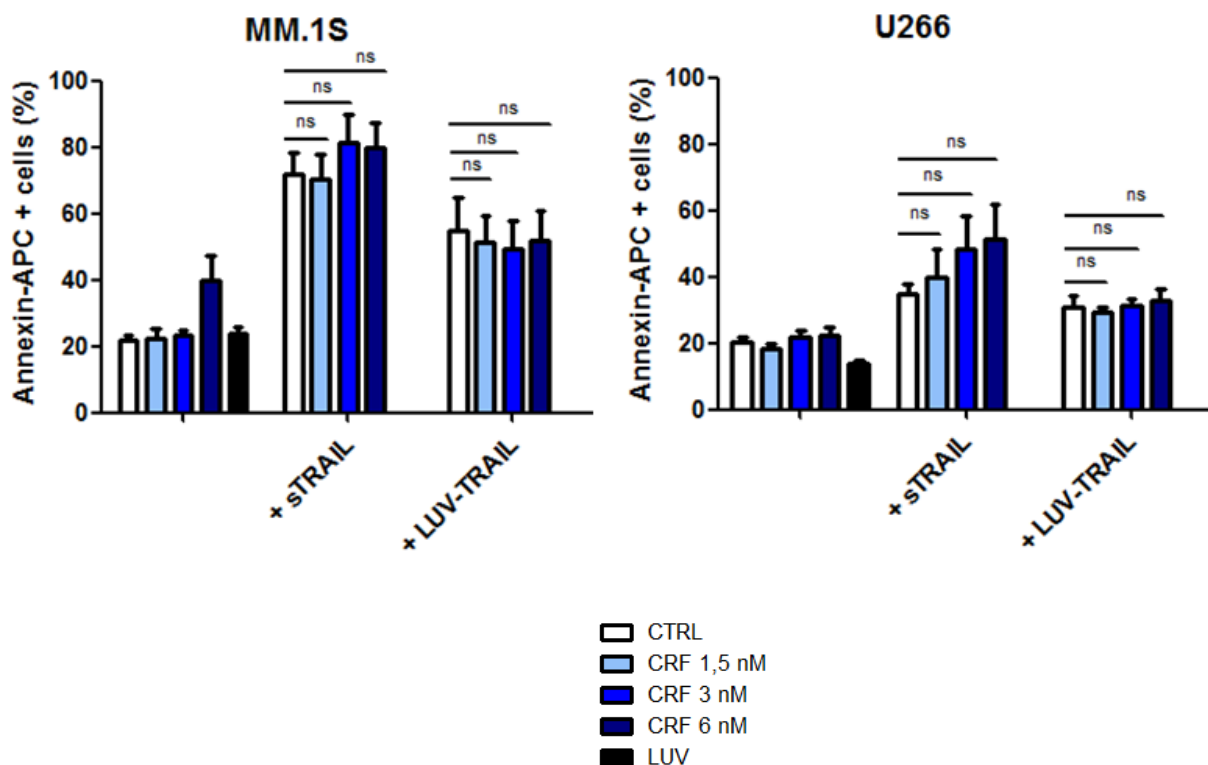 MM.1S
Annexin-APC + cells (%)
100
80
60
40
20
0
ns
ns
ns
ns
ns
ns
+ sTRAIL
+ LUV-TRAIL
U266
Annexin-APC + cells (%)
100
80
60
40
20
0
ns
ns
ns
ns
ns
ns
+ sTRAIL
+ LUV-TRAIL
CTRL
CRF 1,5 nM
CRF 3 nM
CRF 6 nM
LUV